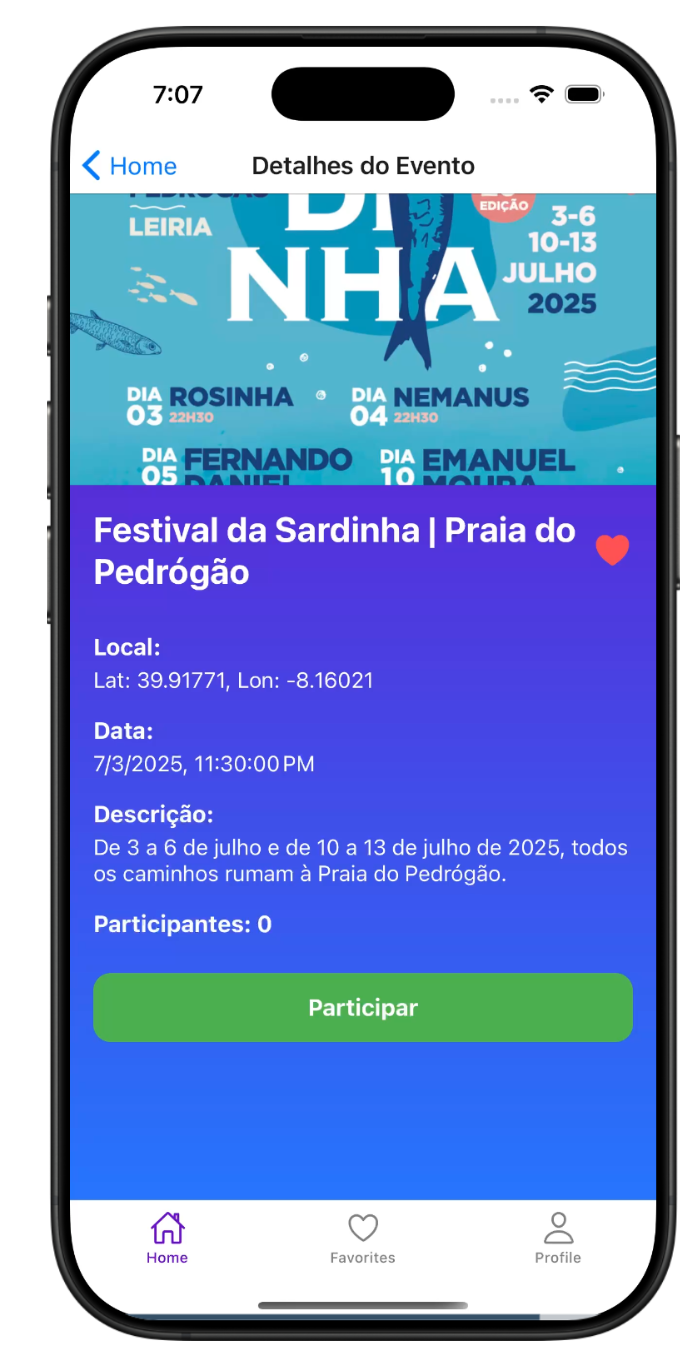 7:07
Home
Detalhes do Evento
LEIRIA
DI
NHA
EDIÇÃO
3-6
10-13
JULHO
2025
DIA 03 ROSINHA
22H30
DIA 04 NEMANUS
22H30
DIA 05 FERNANDO
DANIEL
DIA 10 EMANUEL
MOURA
Festival da Sardinha | Praia do
Pedrógão
Local:
Lat: 39.91771, Lon: -8.16021
Data:
7/3/2025, 11:30:00 PM
Descrição:
De 3 a 6 de julho e de 10 a 13 de julho de 2025, todos
os caminhos rumam à Praia do Pedrógão.
Participantes: 0
Participar
Home
Favorites
Profile